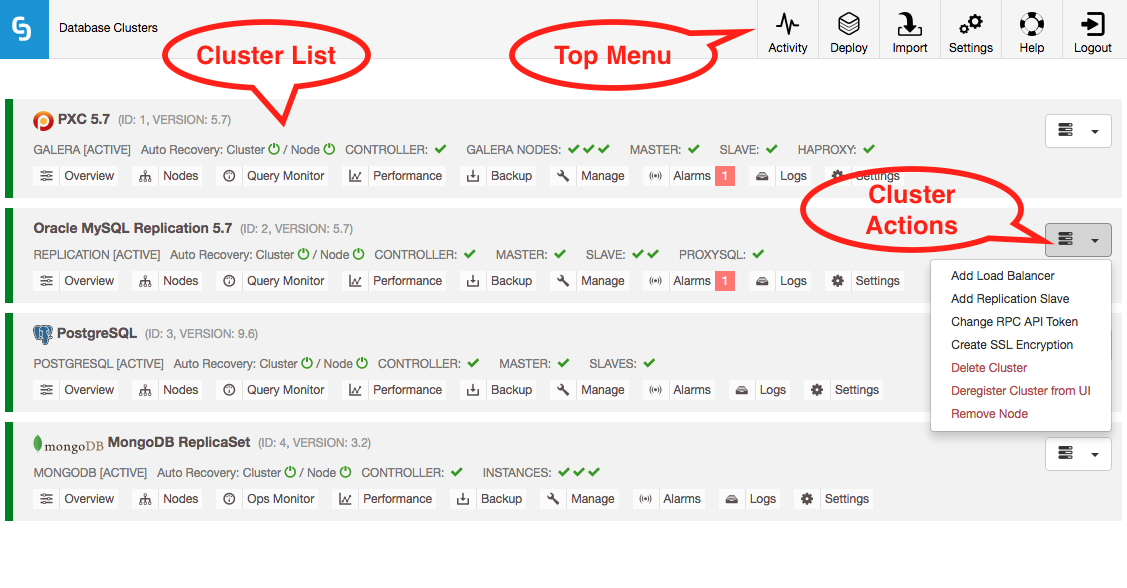 Database Clusters
Activity Deploy Import Settings Help Logout
Cluster List
Top Menu
PXC 5.7 (ID: 1, VERSION: 5.7)
GALERA [ACTIVE] Auto Recovery: Cluster / Node CONTROLLER: GALERA NODES: MASTER: SLAVE: HAPROXY:
Overview Nodes Query Monitor Performance Backup Manage Alarms 1 Logs Settings
Cluster
Actions
Oracle MySQL Replication 5.7 (ID: 2, VERSION: 5.7)
REPLICATION [ACTIVE] Auto Recovery: Cluster / Node CONTROLLER: MASTER: SLAVE: PROXYSQL:
Overview Nodes Query Monitor Performance Backup Manage Alarms 1 Logs Settings
Add Load Balancer
Add Replication Slave
Change RPC API Token
Create SSL Encryption
Delete Cluster
Deregister Cluster from UI
Remove Node
PostgreSQL (ID: 3, VERSION: 9.6)
POSTGRESQL [ACTIVE] Auto Recovery: Cluster / Node CONTROLLER: MASTER: SLAVES:
Overview Nodes Query Monitor Performance Backup Manage Alarms Logs Settings
mongoDB MongoDB ReplicaSet (ID: 4, VERSION: 3.2)
MONGODB [ACTIVE] Auto Recovery: Cluster / Node CONTROLLER: INSTANCES:
Overview Nodes Ops Monitor Performance Backup Manage Alarms Logs Settings